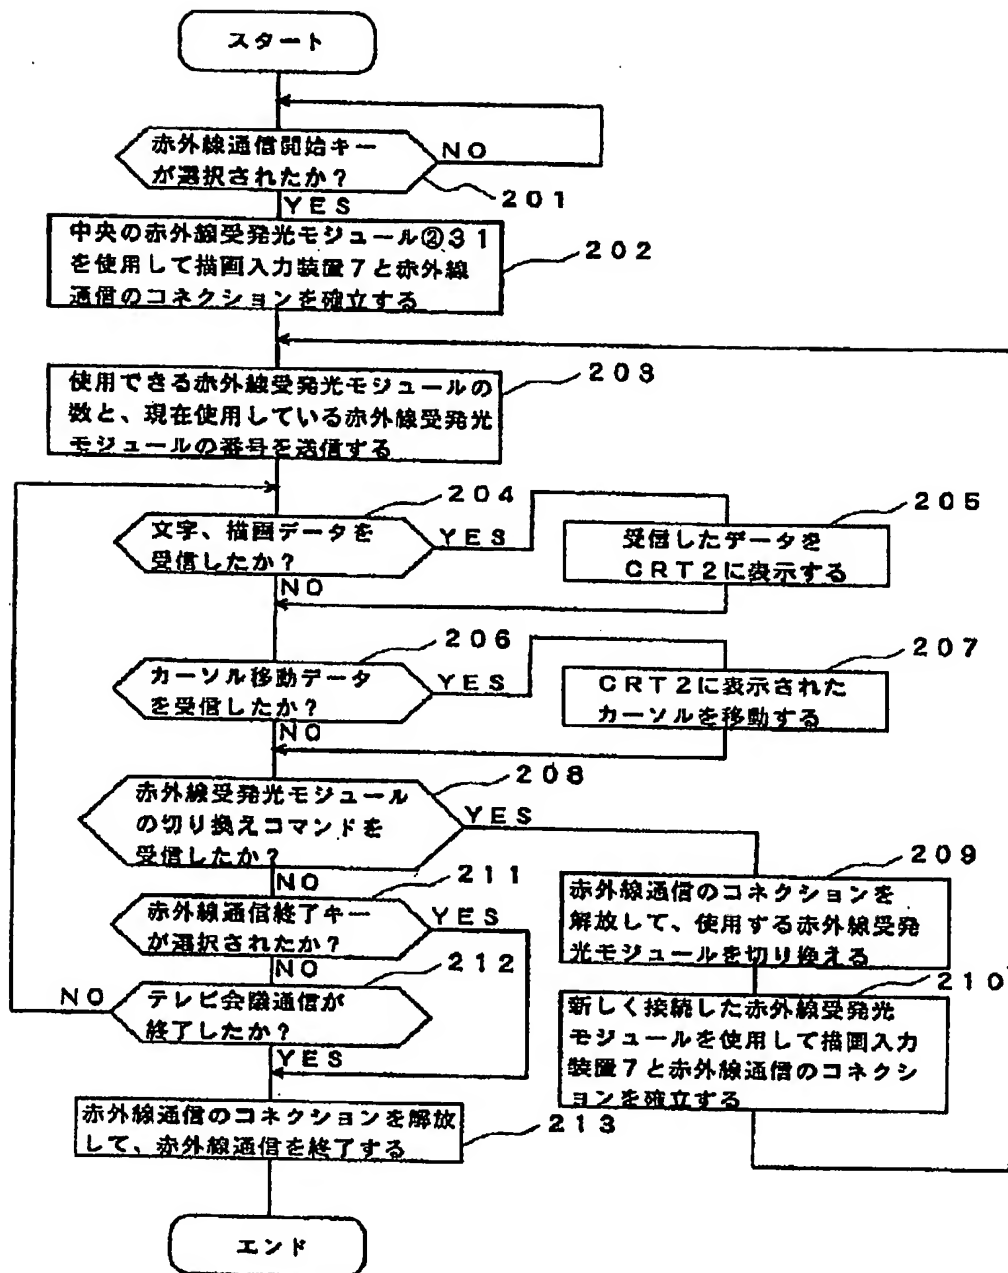 スタート
赤外線通信開始キー
が選択されたか？
NO
201
YES
中央の赤外線受発光モジュール②31
を使用して描画入力装置7と赤外線
通信のコネクションを確立する
202
使用できる赤外線受発光モジュールの
数と、現在使用している赤外線受発光
モジュールの番号を送信する
203
文字、描画データを
受信したか？
204
YES
NO
受信したデータを
CRT2に表示する
205
カーソル移動データ
を受信したか？
206
YES
NO
CRT2に表示された
カーソルを移動する
207
赤外線受発光モジュール
の切り換えコマンドを
受信したか？
208
YES
NO
赤外線通信のコネクションを
解放して、使用する赤外線受発
光モジュールを切り換える
209
新しく接続した赤外線受発光
モジュールを使用して描画入力
装置7と赤外線通信のコネクシ
ョンを確立する
210
赤外線通信終了キー
が選択されたか？
211
YES
NO
テレビ会議通信が
終了したか？
212
NO
YES
赤外線通信のコネクションを解放
して、赤外線通信を終了する
213
エンド